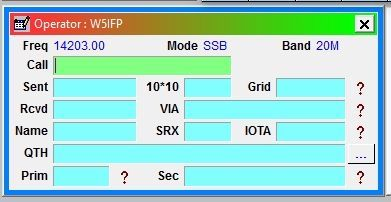 Operator : W5IFP
Freq 14203.00 Mode SSB Band 20M
Call
Sent 10*10 Grid ?
Rcvd VIA ?
Name SRX IOTA ?
QTH ...
Prim ? Sec ?